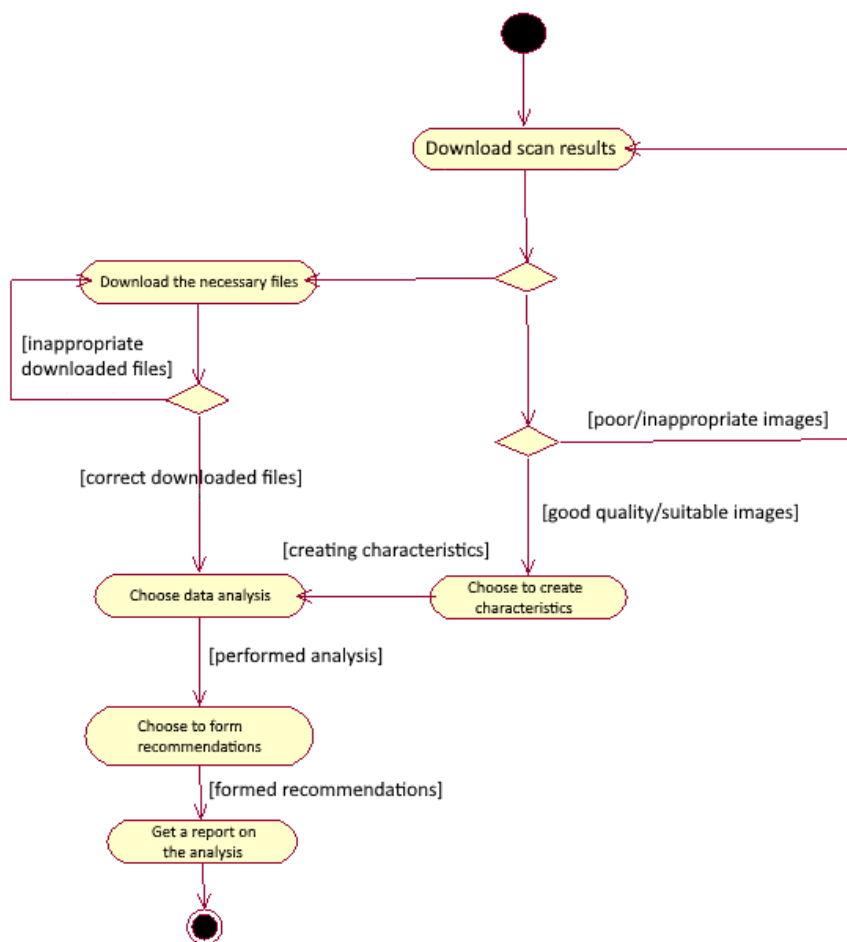 Download scan results
Download the necessary files
[inappropriate
downloaded files]
[poor/inappropriate images]
[correct downloaded files]
[good quality/suitable images]
[creating characteristics]
Choose data analysis
Choose to create
characteristics
[performed analysis]
Choose to form
recommendations
[formed recommendations]
Get a report on
the analysis